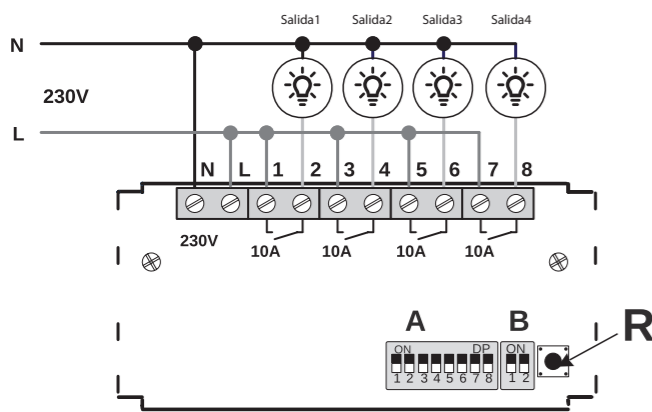 Salida1 Salida2 Salida3 Salida4
N
230V
L
N L 1 2 3 4 5 6 7 8
230V
10A 10A 10A 10A
A B
R
ON DP ON
1 2 3 4 5 6 7 8 1 2